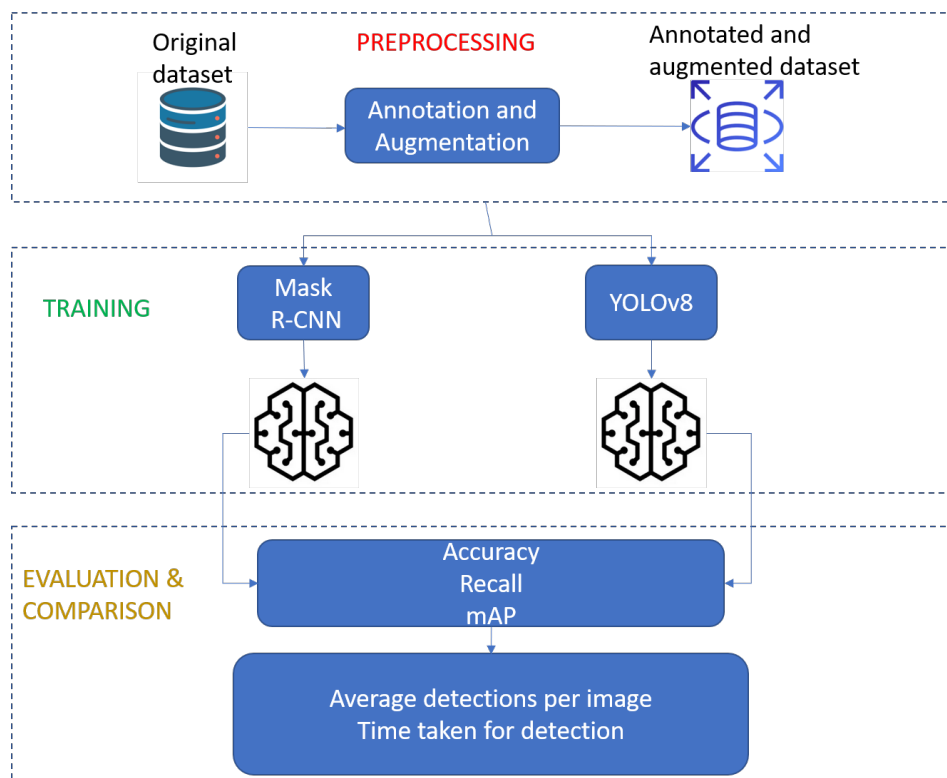 Original
dataset
PREPROCESSING
Annotated and
augmented dataset
Annotation and
Augmentation
TRAINING
Mask
R-CNN
YOLOv8
EVALUATION &
COMPARISON
Accuracy
Recall
mAP
Average detections per image
Time taken for detection